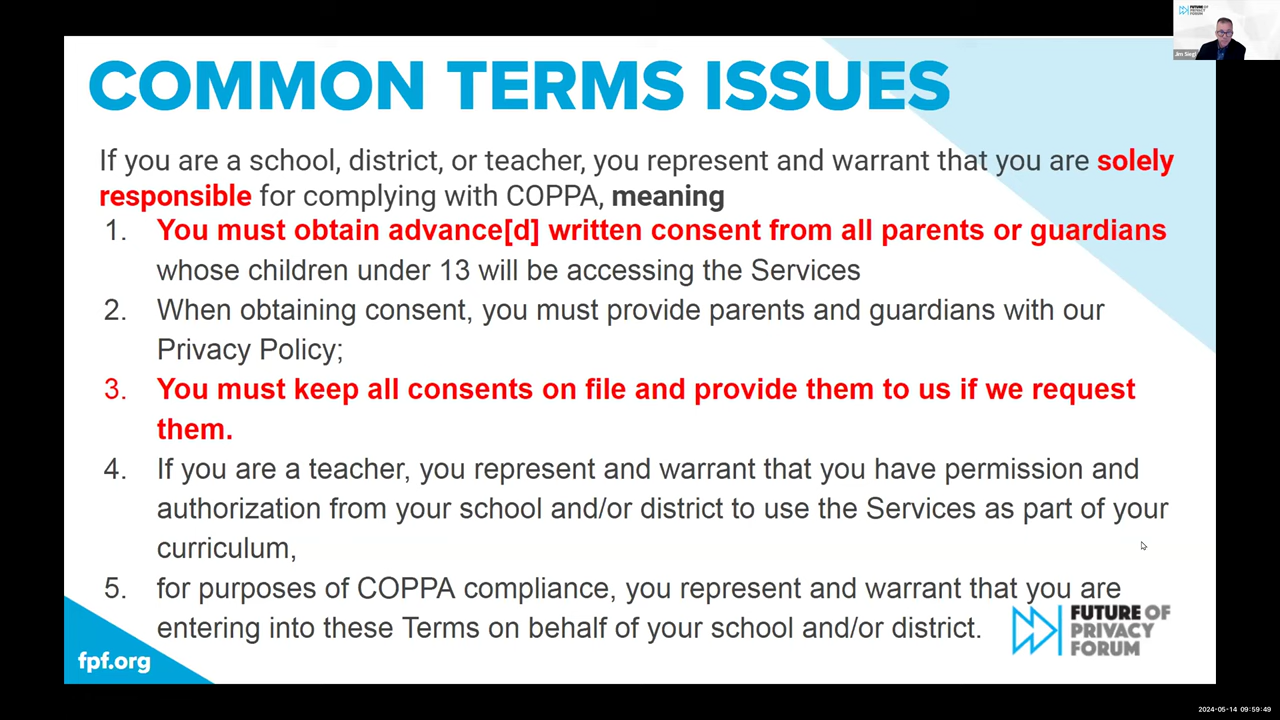 FUTURE OF
PRIVACY
FORUM
COMMON TERMS ISSUES
If you are a school, district, or teacher, you represent and warrant that you are solely
responsible for complying with COPPA, meaning
1. You must obtain advance[d] written consent from all parents or guardians
whose children under 13 will be accessing the Services
2. When obtaining consent, you must provide parents and guardians with our
Privacy Policy;
3. You must keep all consents on file and provide them to us if we request
them.
4. If you are a teacher, you represent and warrant that you have permission and
authorization from your school and/or district to use the Services as part of your
curriculum,
5. for purposes of COPPA compliance, you represent and warrant that you are
entering into these Terms on behalf of your school and/or district.
FUTURE OF
PRIVACY
FORUM
fpf.org
2024-05-14 09:59:49